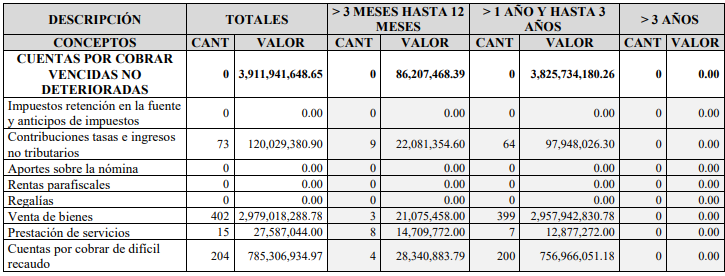 DESCRIPCIÓN TOTALES > 3 MESES HASTA 12 MESES > 1 AÑO Y HASTA 3 AÑOS > 3 AÑOS
CONCEPTOS CANT VALOR CANT VALOR CANT VALOR CANT VALOR
CUENTAS POR COBRAR VENCIDAS NO DETERIORADAS 0 3,911,941,648.65 0 86,207,468.39 0 3,825,734,180.26 0 0.00
Impuestos retención en la fuente y anticipos de impuestos 0 0.00 0 0.00 0 0.00 0 0.00
Contribuciones tasas e ingresos no tributarios 73 120,029,380.90 9 22,081,354.60 64 97,948,026.30 0 0.00
Aportes sobre la nómina 0 0.00 0 0.00 0 0.00 0 0.00
Rentas parafiscales 0 0.00 0 0.00 0 0.00 0 0.00
Regalías 0 0.00 0 0.00 0 0.00 0 0.00
Venta de bienes 402 2,979,018,288.78 3 21,075,458.00 399 2,957,942,830.78 0 0.00
Prestación de servicios 15 27,587,044.00 8 14,709,772.00 7 12,877,272.00 0 0.00
Cuentas por cobrar de difícil recaudo 204 785,306,934.97 4 28,340,883.79 200 756,966,051.18 0 0.00